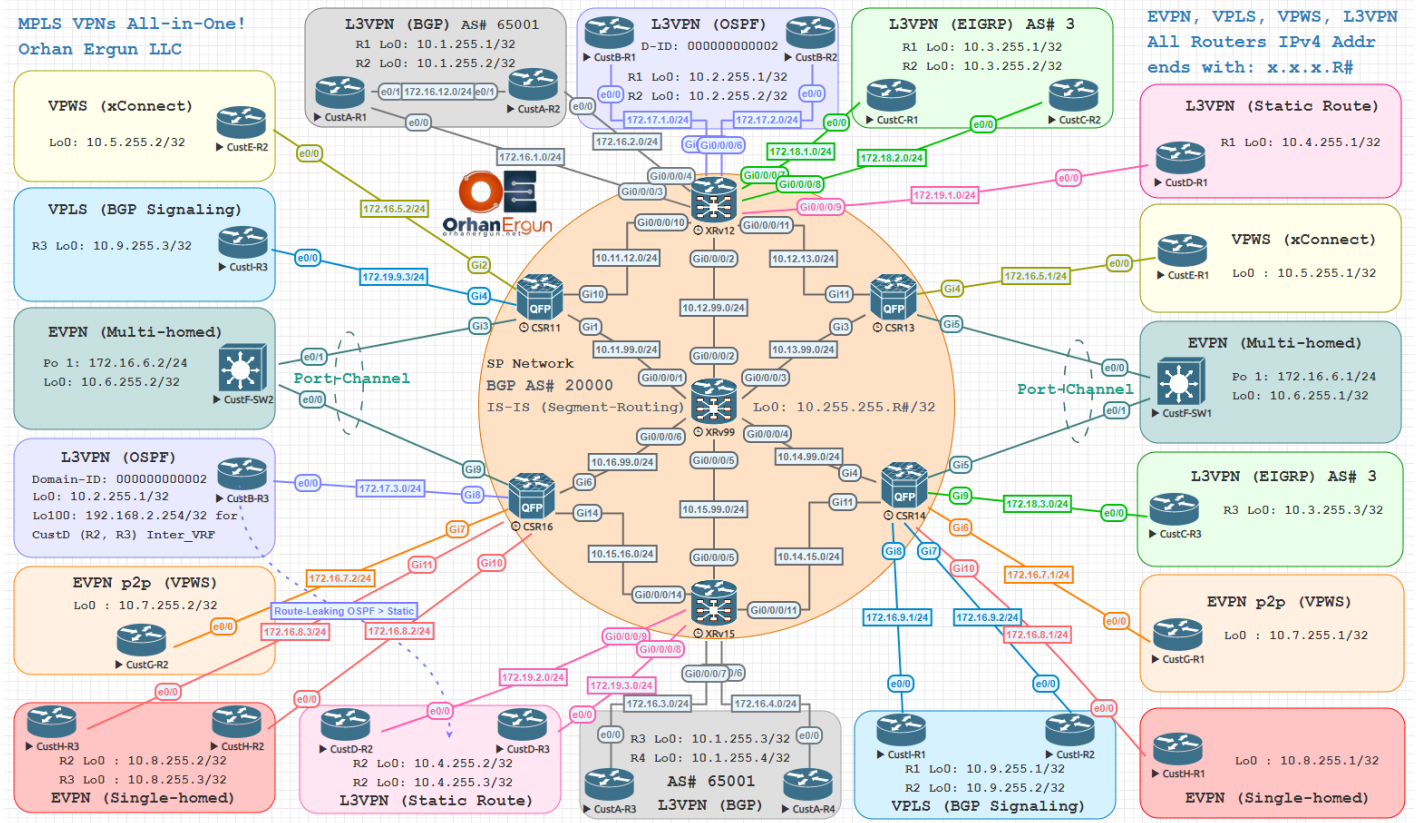 MPLS VPNs All-in-One!
Orhan Ergun LLC
EVPN, VPLS, VPWS, L3VPN
All Routers IPv4 Addr
ends with: x.x.x.R#
L3VPN (BGP) AS# 65001
R1 Lo0: 10.1.255.1/32
R2 Lo0: 10.1.255.2/32
e0/1
172.16.12.0/24
e0/1
CustA-R1
CustA-R2
e0/0
e0/0
172.16.1.0/24
172.16.2.0/24
L3VPN (OSPF)
D-ID: 000000000002
CustB-R1
CustB-R2
R1 Lo0: 10.2.255.1/32
R2 Lo0: 10.2.255.2/32
e0/0
e0/0
172.17.1.0/24
172.17.2.0/24
L3VPN (EIGRP) AS# 3
R1 Lo0: 10.3.255.1/32
R2 Lo0: 10.3.255.2/32
CustC-R1
CustC-R2
e0/0
e0/0
172.18.1.0/24
172.18.2.0/24
L3VPN (Static Route)
R1 Lo0: 10.4.255.1/32
CustD-R1
e0/0
172.19.1.0/24
VPWS (xConnect)
Lo0: 10.5.255.2/32
CustE-R2
e0/0
172.16.5.2/24
Gi2
VPLS (BGP Signaling)
R3 Lo0: 10.9.255.3/32
CustI-R3
e0/0
172.19.9.3/24
Gi4
EVPN (Multi-homed)
Po 1: 172.16.6.2/24
Lo0: 10.6.255.2/32
CustF-SW2
e0/1
Port-Channel
e0/0
Gi3
Gi9
OrhanErgun
orhanergun.net
Gi0/0/0/3
Gi0/0/0/4
Gi0/0/0/6
Gi0/0/0/7
Gi0/0/0/8
Gi0/0/0/9
XRv12
Gi0/0/0/10
Gi0/0/0/11
Gi0/0/0/2
10.11.12.0/24
10.12.13.0/24
10.12.99.0/24
QFP
CSR11
Gi10
Gi1
10.11.99.0/24
QFP
CSR13
Gi11
Gi3
10.13.99.0/24
Gi4
Gi5
172.16.5.1/24
e0/0
VPWS (xConnect)
Lo0 : 10.5.255.1/32
CustE-R1
EVPN (Multi-homed)
Po 1: 172.16.6.1/24
Lo0: 10.6.255.1/32
CustF-SW1
e0/0
Port-Channel
e0/1
Gi5
SP Network
BGP AS# 20000
IS-IS (Segment-Routing)
Lo0: 10.255.255.R#/32
Gi0/0/0/2
Gi0/0/0/1
Gi0/0/0/3
XRv99
Gi0/0/0/6
Gi0/0/0/4
Gi0/0/0/5
10.16.99.0/24
10.14.99.0/24
10.15.99.0/24
L3VPN (OSPF)
Domain-ID: 000000000002
Lo0: 10.2.255.1/32
Lo100: 192.168.2.254/32 for
CustD (R2, R3) Inter_VRF
CustB-R3
e0/0
172.17.3.0/24
Gi8
QFP
CSR16
Gi6
Gi14
Gi7
Gi11
Gi10
10.15.16.0/24
QFP
CSR14
Gi4
Gi11
Gi9
Gi6
Gi8
Gi7
Gi10
10.14.15.0/24
Gi0/0/0/5
Gi0/0/0/14
Gi0/0/0/11
XRv15
Gi0/0/0/9
Gi0/0/0/8
Gi0/0/0/7
0/6
L3VPN (EIGRP) AS# 3
R3 Lo0: 10.3.255.3/32
CustC-R3
172.18.3.0/24
e0/0
EVPN p2p (VPWS)
Lo0 : 10.7.255.2/32
CustG-R2
e0/0
172.16.7.2/24
Route-Leaking OSPF > Static
172.16.8.3/24
172.16.8.2/24
EVPN p2p (VPWS)
Lo0 : 10.7.255.1/32
CustG-R1
e0/0
172.16.7.1/24
172.16.9.1/24
172.16.9.2/24
172.16.8.1/24
e0/0
e0/0
CustH-R3
CustH-R2
R2 Lo0 : 10.8.255.2/32
R3 Lo0 : 10.8.255.3/32
EVPN (Single-homed)
172.19.2.0/24
172.19.3.0/24
e0/0
e0/0
CustD-R2
CustD-R3
R2 Lo0: 10.4.255.2/32
R2 Lo0: 10.4.255.3/32
L3VPN (Static Route)
172.16.3.0/24
172.16.4.0/24
e0/0
e0/0
R3 Lo0: 10.1.255.3/32
R4 Lo0: 10.1.255.4/32
AS# 65001
L3VPN (BGP)
CustA-R3
CustA-R4
e0/0
e0/0
CustI-R1
CustI-R2
R1 Lo0: 10.9.255.1/32
R2 Lo0: 10.9.255.2/32
VPLS (BGP Signaling)
e0/0
CustH-R1
Lo0 : 10.8.255.1/32
EVPN (Single-homed)